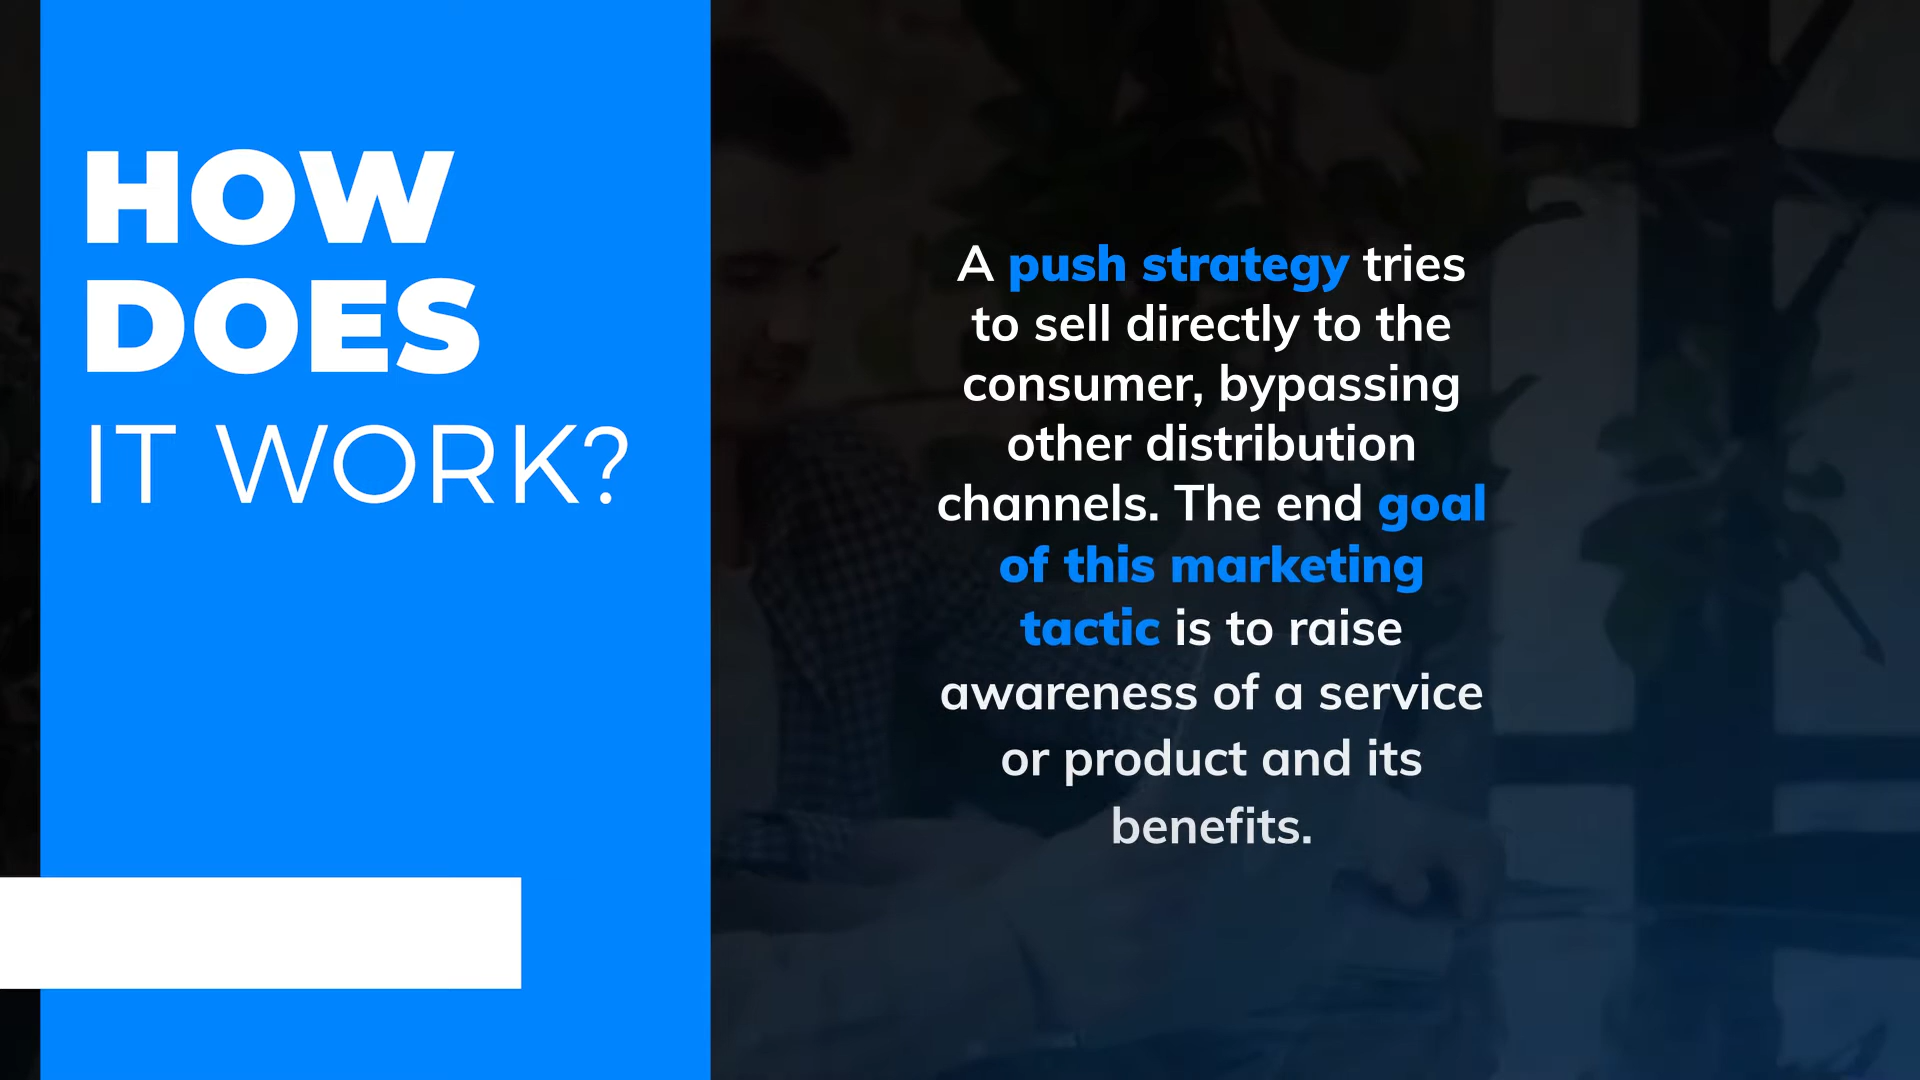 HOW
DOES
IT WORK?
A push strategy tries
to sell directly to the
consumer, bypassing
other distribution
channels. The end goal
of this marketing
tactic is to raise
awareness of a service
or product and its
benefits.